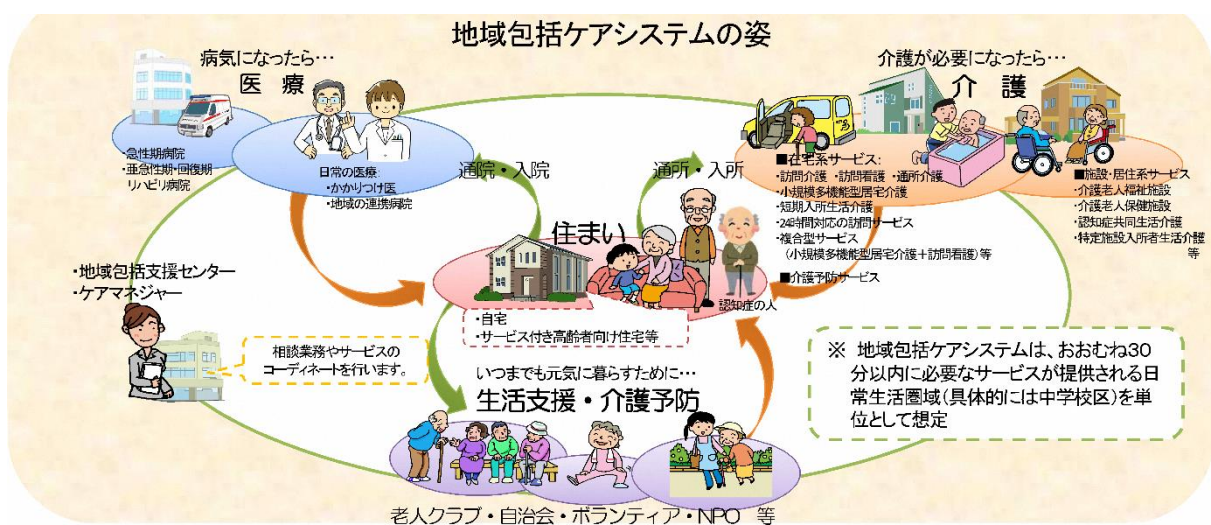 地域包括ケアシステムの姿
病気になったら…
医 療
・急性期病院
・亜急性期・回復期
リハビリ病院
日常の医療:
・かかりつけ医
・地域の連携病院
通院・入院
通所・入所
介護が必要になったら…
介 護
■在宅系サービス:
・訪問介護 ・訪問看護 ・通所介護
・小規模多機能型居宅介護
・短期入所生活介護
・24時間対応の訪問サービス
・複合型サービス
(小規模多機能型居宅介護+訪問看護)等
■介護予防サービス
■施設・居住系サービス
・介護老人福祉施設
・介護老人保健施設
・認知症共同生活介護
・特定施設入所者生活介護
等
住まい
認知症の人
・自宅
・サービス付き高齢者向け住宅等
・地域包括支援センター
・ケアマネジャー
相談業務やサービスの
コーディネートを行います。
いつまでも元気に暮らすために…
生活支援・介護予防
老人クラブ・自治会・ボランティア・NPO 等
※ 地域包括ケアシステムは、おおむね30
分以内に必要なサービスが提供される日
常生活圏域(具体的には中学校区)を単
位として想定